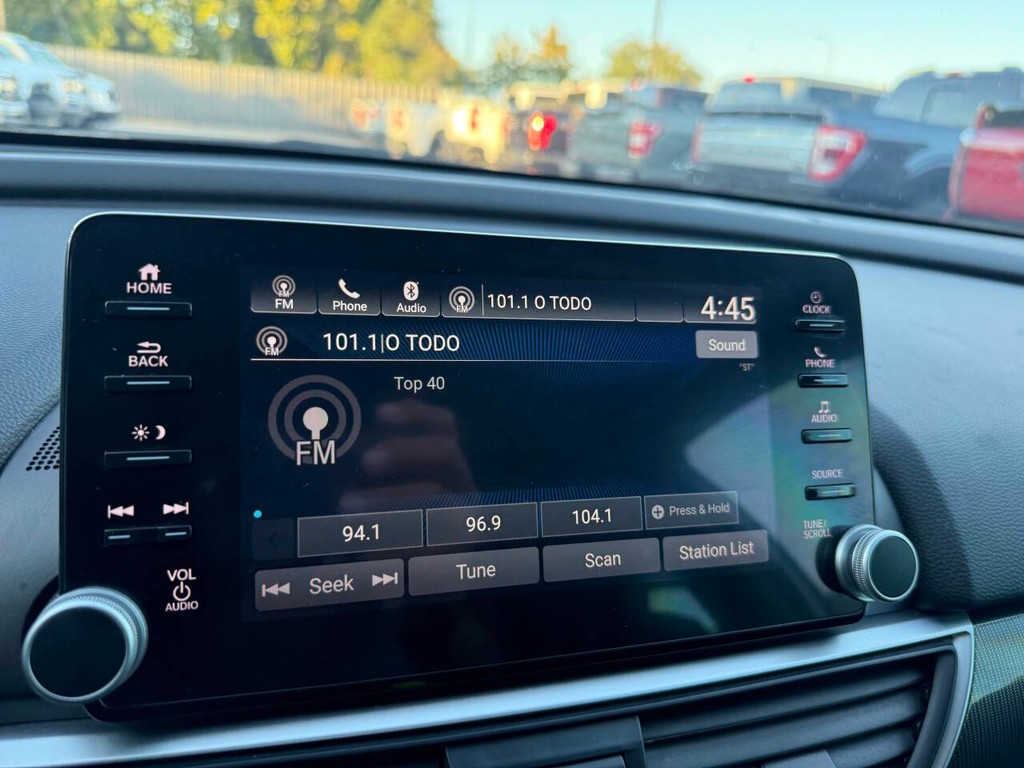 HOME
BACK
VOL
AUDIO
FM
Phone
Audio
FM
101.1 O TODO
4:45
FM
101.1|O TODO
Sound
"ST"
Top 40
FM
94.1
96.9
104.1
Press & Hold
Seek
Tune
Scan
Station List
CLOCK
PHONE
AUDIO
SOURCE
TUNE/
SCROLL